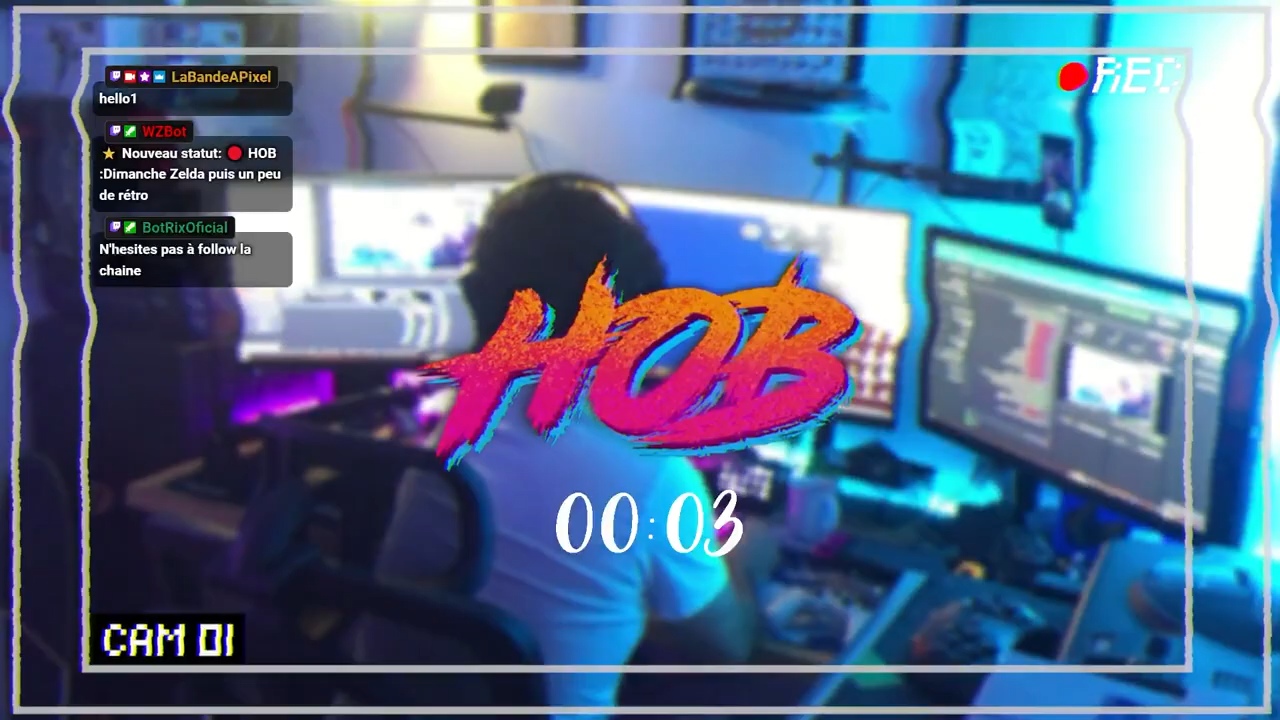 LaBandeAPixel
hello1
WZBot
⭐ Nouveau statut: 🔴 HOB
:Dimanche Zelda puis un peu
de rétro
BotRixOficial
N'hesites pas à follow la
chaine
REC
HOB
00:03
CAM 01